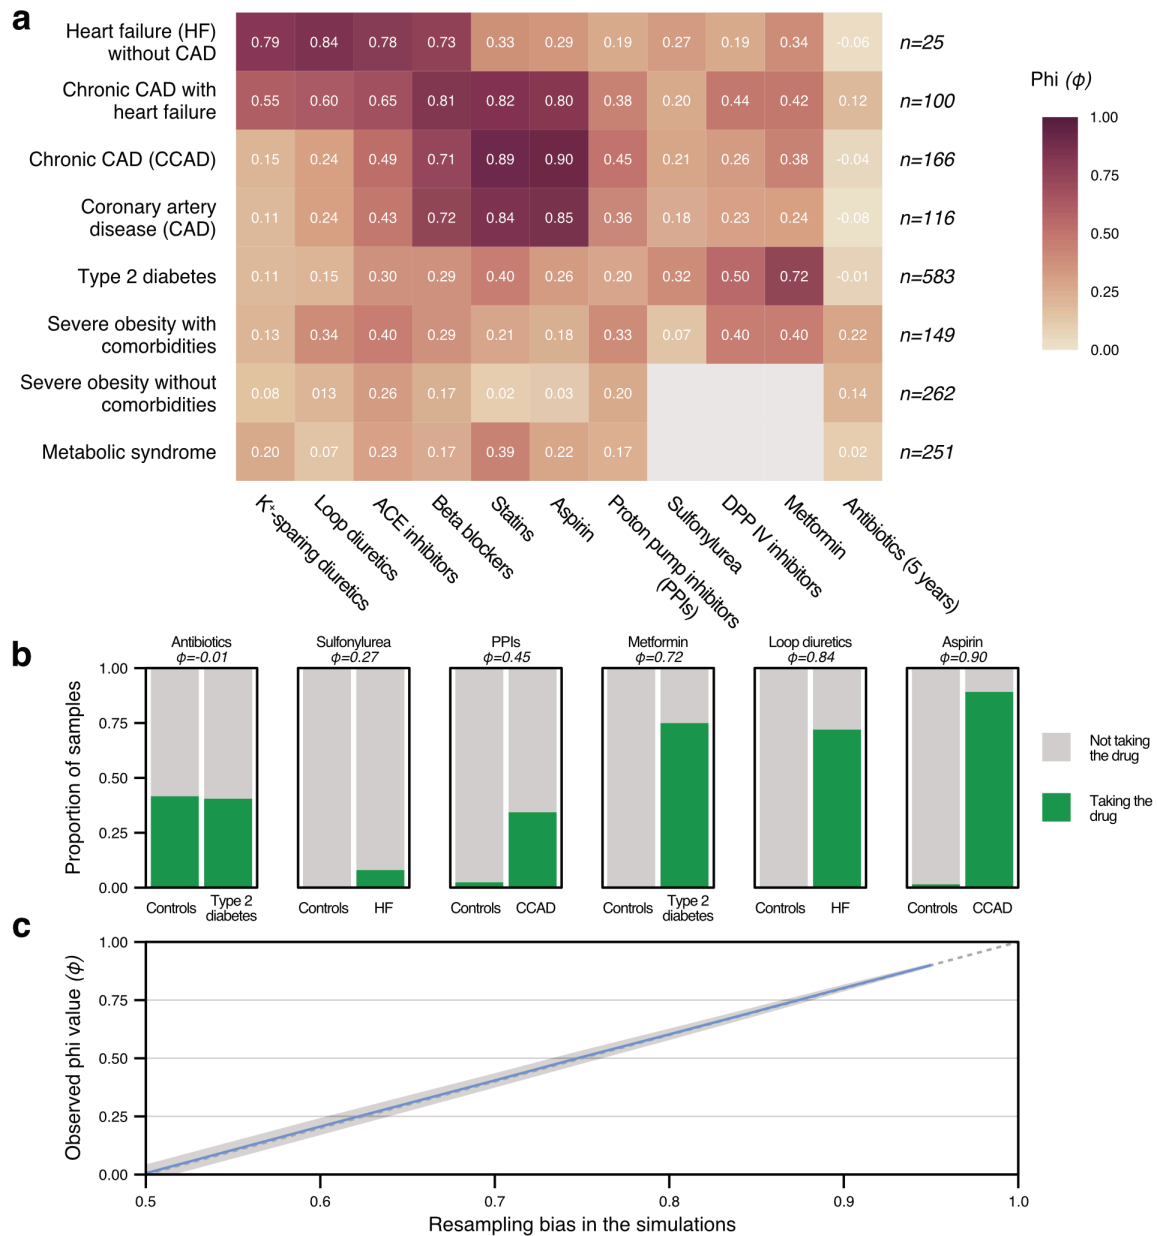 a
Heart failure (HF)
without CAD
0.79 0.84 0.78 0.73 0.33 0.29 0.19 0.27 0.19 0.34 -0.06
n=25
Chronic CAD with
heart failure
0.55 0.60 0.65 0.81 0.82 0.80 0.38 0.20 0.44 0.42 0.12
n=100
Chronic CAD (CCAD)
0.15 0.24 0.49 0.71 0.89 0.90 0.45 0.21 0.26 0.38 -0.04
n=166
Coronary artery
disease (CAD)
0.11 0.24 0.43 0.72 0.84 0.85 0.36 0.18 0.23 0.24 -0.08
n=116
Type 2 diabetes
0.11 0.15 0.30 0.29 0.40 0.26 0.20 0.32 0.50 0.72 -0.01
n=583
Severe obesity with
comorbidities
0.13 0.34 0.40 0.29 0.21 0.18 0.33 0.07 0.40 0.40 0.22
n=149
Severe obesity without
comorbidities
0.08 013 0.26 0.17 0.02 0.03 0.20 0.14
n=262
Metabolic syndrome
0.20 0.07 0.23 0.17 0.39 0.22 0.17 0.02
n=251
K⁺-sparing diuretics
Loop diuretics
ACE inhibitors
Beta blockers
Statins
Aspirin
Proton pump inhibitors
(PPIs)
Sulfonylurea
DPP IV inhibitors
Metformin
Antibiotics (5 years)
Phi (ϕ)
1.00
0.75
0.50
0.25
0.00
b
Proportion of samples
1.00
0.75
0.50
0.25
0.00
Antibiotics
ϕ=-0.01
Controls
Type 2
diabetes
Sulfonylurea
ϕ=0.27
Controls
HF
PPIs
ϕ=0.45
Controls
CCAD
Metformin
ϕ=0.72
Controls
Type 2
diabetes
Loop diuretics
ϕ=0.84
Controls
HF
Aspirin
ϕ=0.90
Controls
CCAD
Not taking
the drug
Taking the
drug
c
Observed phi value (ϕ)
1.00
0.75
0.50
0.25
0.00
0.5 0.6 0.7 0.8 0.9 1.0
Resampling bias in the simulations